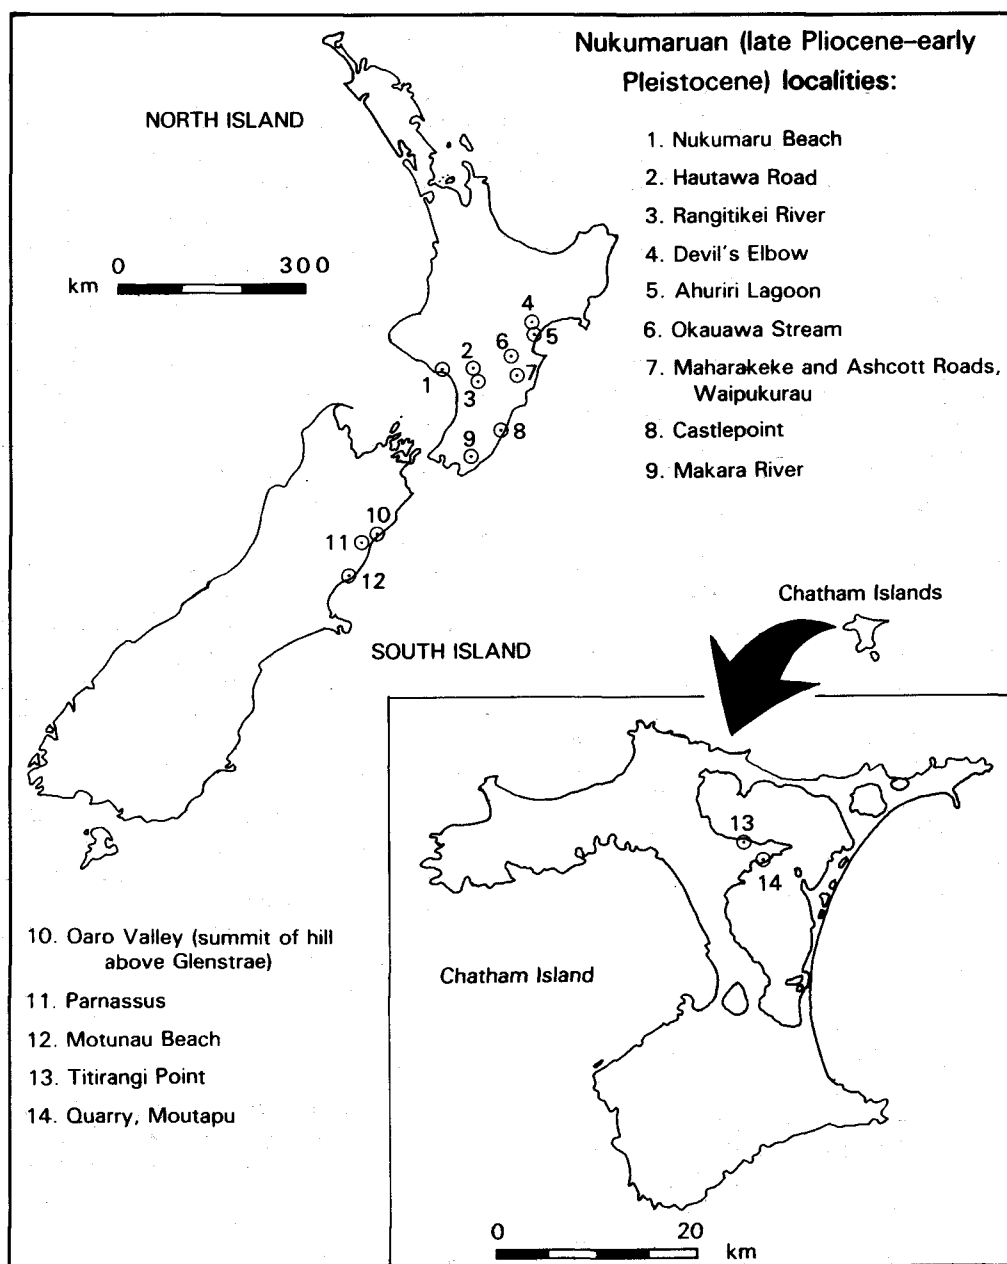 Nukumaruan (late Pliocene–early
Pleistocene) localities:
NORTH ISLAND
1. Nukumaru Beach
2. Hautawa Road
3. Rangitikei River
4. Devil's Elbow
5. Ahuriri Lagoon
6. Okauawa Stream
7. Maharakeke and Ashcott Roads,
Waipukurau
8. Castlepoint
9. Makara River
0 300
km
4
5
6
2
7
1
3
8
9
10
11
12
Chatham Islands
SOUTH ISLAND
13
14
Chatham Island
10. Oaro Valley (summit of hill
above Glenstrae)
11. Parnassus
12. Motunau Beach
13. Titirangi Point
14. Quarry, Moutapu
0 20
km